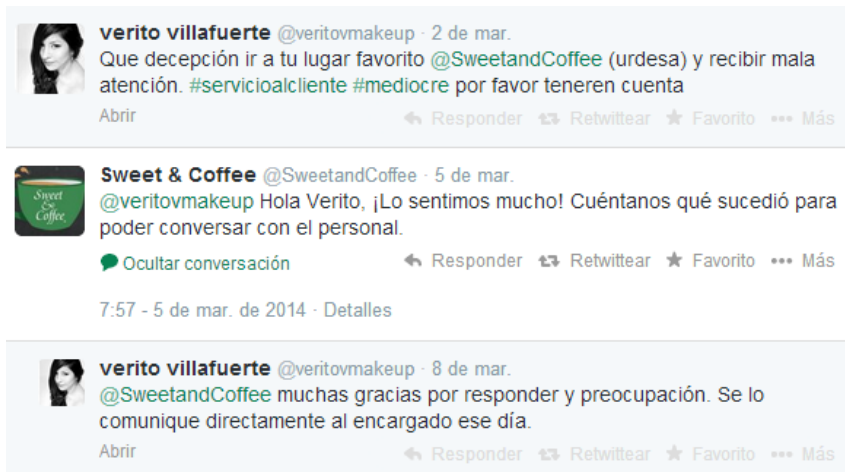 verito villafuerte @veritovmakeup · 2 de mar.
Que decepción ir a tu lugar favorito @SweetandCoffee (urdesa) y recibir mala
atención. #servicioalcliente #mediocre por favor teneren cuenta
Abrir
Responder Retwittear Favorito Más
Sweet & Coffee @SweetandCoffee · 5 de mar.
Sweet
&
Coffee
@veritovmakeup Hola Verito, ¡Lo sentimos mucho! Cuéntanos qué sucedió para
poder conversar con el personal.
Ocultar conversación
Responder Retwittear Favorito Más
7:57 - 5 de mar. de 2014 · Detalles
verito villafuerte @veritovmakeup · 8 de mar.
@SweetandCoffee muchas gracias por responder y preocupación. Se lo
comunique directamente al encargado ese día.
Abrir
Responder Retwittear Favorito Más